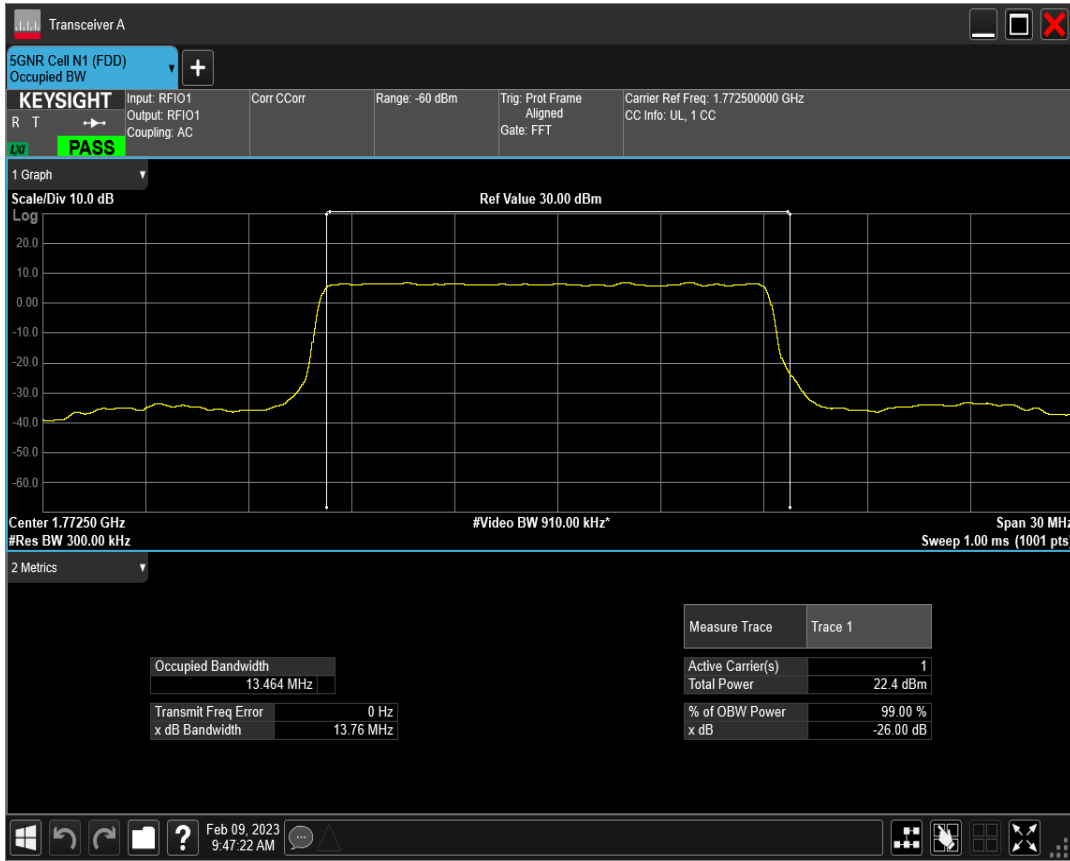 Transceiver A
5GNR Cell N1 (FDD)
Occupied BW
+
KEYSIGHT
R T
LXI
PASS
Input: RFIO1
Output: RFIO1
Coupling: AC
Corr CCorr
Range: -60 dBm
Trig: Prot Frame
Aligned
Gate: FFT
Carrier Ref Freq: 1.772500000 GHz
CC Info: UL, 1 CC
1 Graph
Scale/Div 10.0 dB
Ref Value 30.00 dBm
Log
20.0
10.0
0.00
-10.0
-20.0
-30.0
-40.0
-50.0
-60.0
Center 1.77250 GHz
#Video BW 910.00 kHz*
Span 30 MHz
#Res BW 300.00 kHz
Sweep 1.00 ms (1001 pts)
2 Metrics
Measure Trace Trace 1
Occupied Bandwidth
13.464 MHz
Active Carrier(s) 1
Total Power 22.4 dBm
Transmit Freq Error 0 Hz
x dB Bandwidth 13.76 MHz
% of OBW Power 99.00 %
x dB -26.00 dB
?
Feb 09, 2023
9:47:22 AM